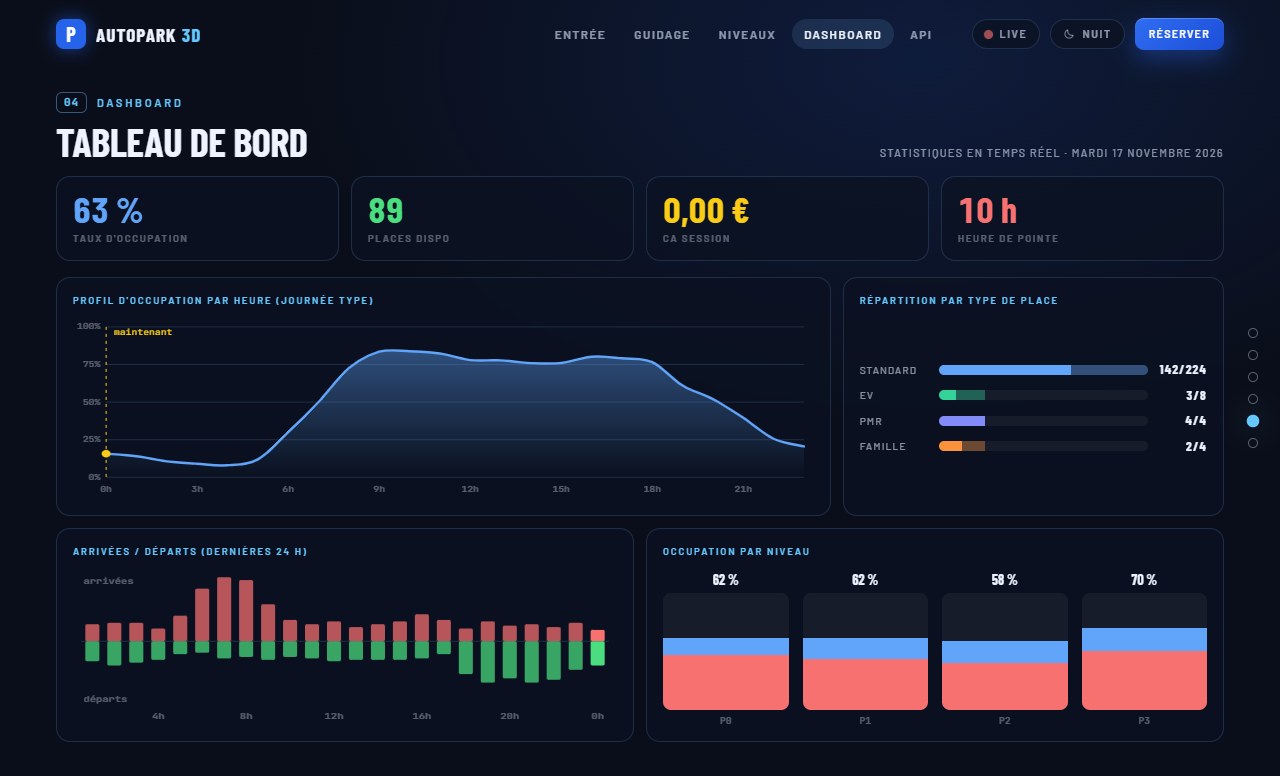 P AUTOPARK 3D
ENTRÉE GUIDAGE NIVEAUX DASHBOARD API LIVE NUIT RÉSERVER
04 DASHBOARD
TABLEAU DE BORD
STATISTIQUES EN TEMPS RÉEL · MARDI 17 NOVEMBRE 2026
63 % 89 0,00 € 10 h
TAUX D'OCCUPATION PLACES DISPO CA SESSION HEURE DE POINTE
PROFIL D'OCCUPATION PAR HEURE (JOURNÉE TYPE)
100%
maintenant
75%
50%
25%
0%
0h 3h 6h 9h 12h 15h 18h 21h
RÉPARTITION PAR TYPE DE PLACE
STANDARD 142/224
EV 3/8
PMR 4/4
FAMILLE 2/4
ARRIVÉES / DÉPARTS (DERNIÈRES 24 H)
arrivées
départs
4h 8h 12h 16h 20h 0h
OCCUPATION PAR NIVEAU
62 % 62 % 58 % 70 %
P0 P1 P2 P3